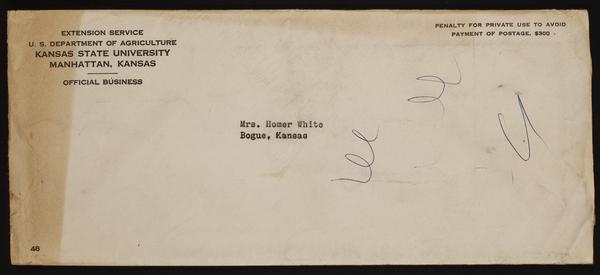 EXTENSION SERVICE
U. S. DEPARTMENT OF AGRICULTURE
KANSAS STATE UNIVERSITY
MANHATTAN, KANSAS
OFFICIAL BUSINESS
PENALTY FOR PRIVATE USE TO AVOID
PAYMENT OF POSTAGE, $300
Mrs. Homer White
Bogue, Kansas
48